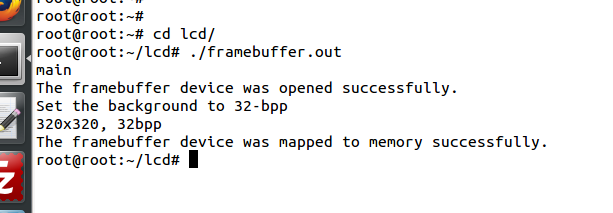 root@root:~#
root@root:~#
root@root:~# cd lcd/
root@root:~/lcd# ./framebuffer.out
main
The framebuffer device was opened successfully.
Set the background to 32-bpp
320x320, 32bpp
The framebuffer device was mapped to memory successfully.
root@root:~/lcd#